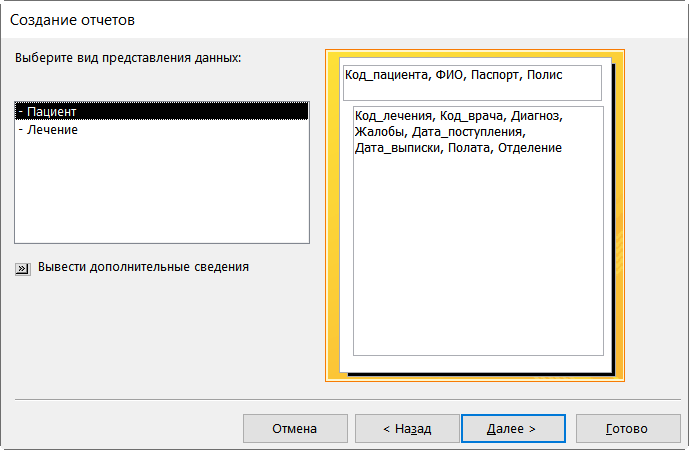 Создание отчетов
Выберите вид представления данных:
- Пациент
- Лечение
Вывести дополнительные сведения
Код_пациента, ФИО, Паспорт, Полис
Код_лечения, Код_врача, Диагноз,
Жалобы, Дата_поступления,
Дата_выписки, Полата, Отделение
Отмена
< Назад
Далее >
Готово